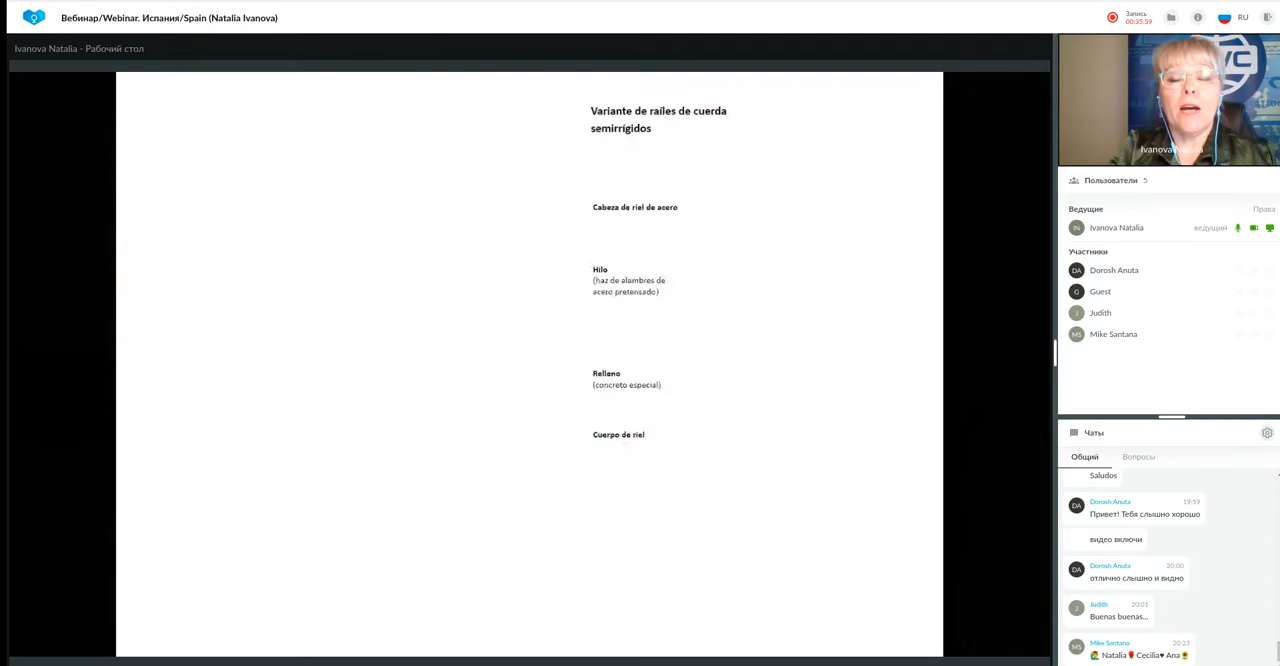 Вебинар/Webinar. Испания/Spain (Natalia Ivanova)
Запись
00:35:59
RU
Ivanova Natalia - Рабочий стол
Variante de raíles de cuerda
semirrígidos
Cabeza de riel de acero
Hilo
(haz de alambres de
acero pretensado)
Relleno
(concreto especial)
Cuerpo de riel
Ivanova Natalia
Пользователи 5
Ведущие Права
IN Ivanova Natalia ведущий
Участники
DA Dorosh Anuta
G Guest
J Judith
MS Mike Santana
Чаты
Общий Вопросы
Saludos
DA Dorosh Anuta 19:59
Привет! Тебя слышно хорошо
видео включи
DA Dorosh Anuta 20:00
отлично слышно и видно
J Judith 20:01
Buenas buenas...
MS Mike Santana 20:23
🙋 Natalia🌹Cecilia♥ Ana🌻